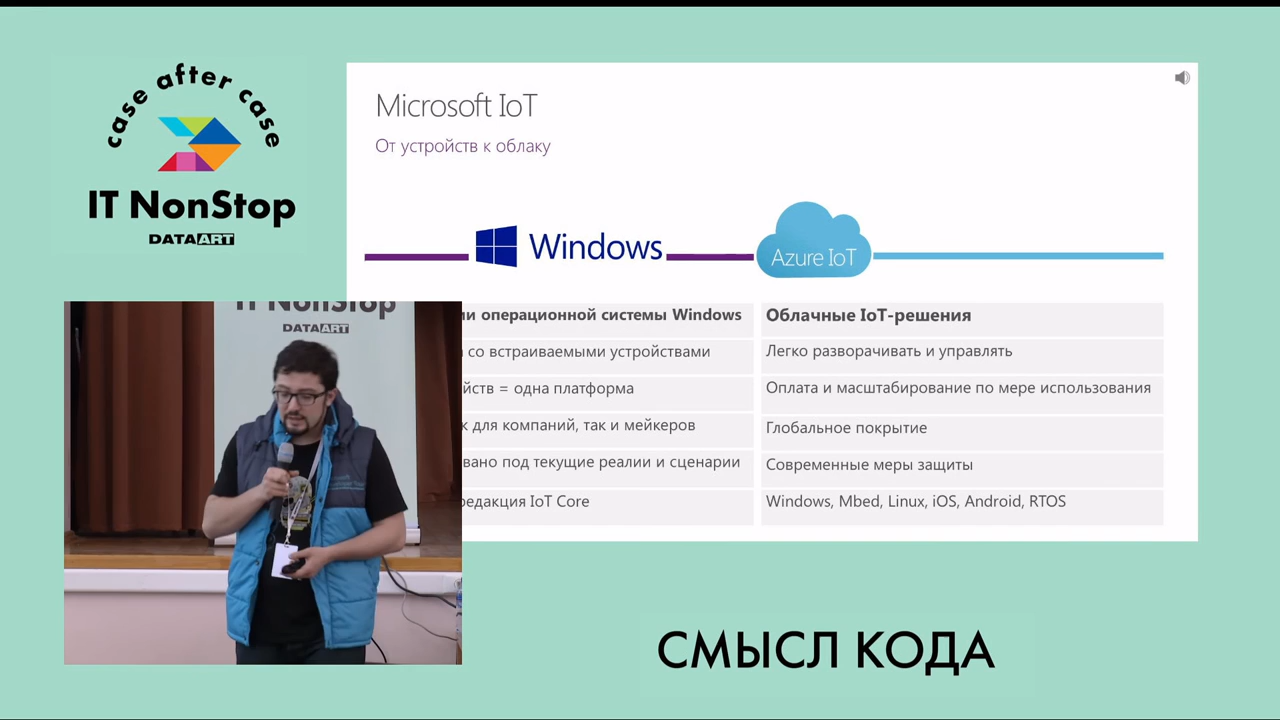 case after case
IT NonStop
DATAART
Microsoft IoT
От устройств к облаку
Windows
Azure IoT
операционной системы Windows
Облачные IoT-решения
со встраиваемыми устройствами
Легко разворачивать и управлять
= одна платформа
Оплата и масштабирование по мере использования
для компаний, так и мейкеров
Глобальное покрытие
под текущие реалии и сценарии
Современные меры защиты
IoT Core
Windows, Mbed, Linux, iOS, Android, RTOS
IT NonStop
DATAART
СМЫСЛ КОДА